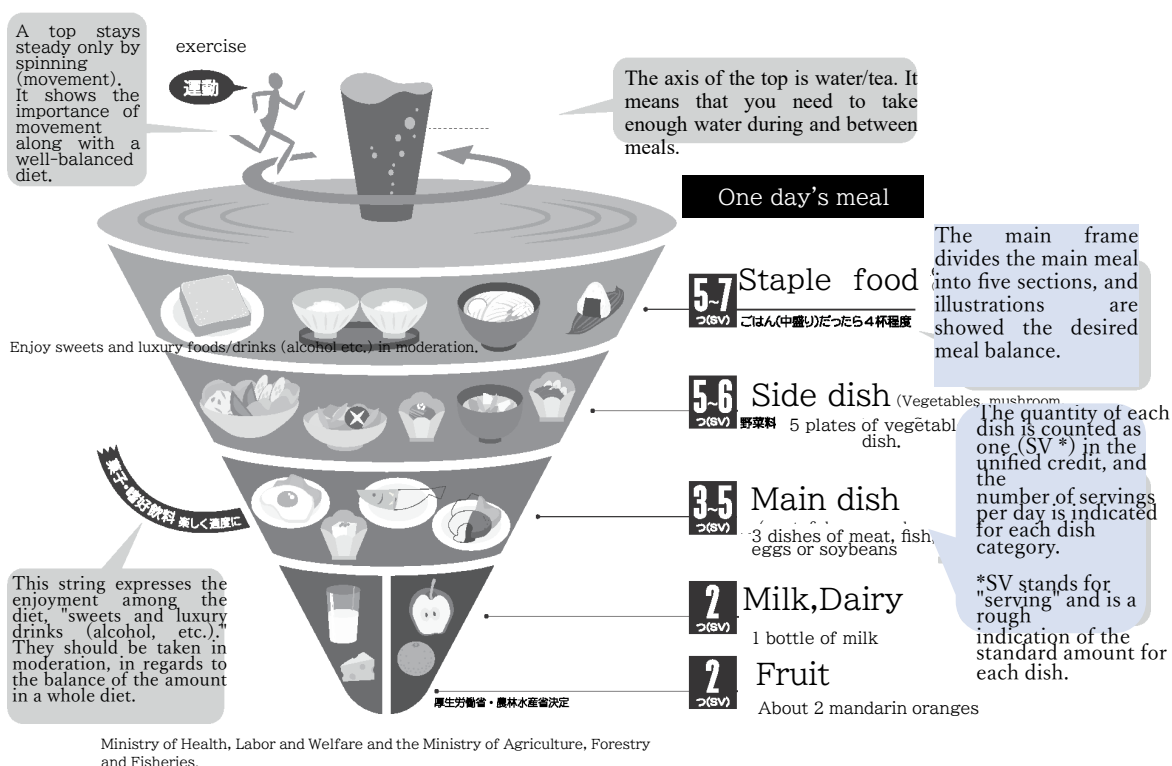 A top stays
steady only by
spinning
(movement).
It shows the
importance of
movement
along with a
well-balanced
diet.
exercise
運動
The axis of the top is water/tea. It
means that you need to take
enough water during and between
meals.
One day's meal
5~7
つ(SV)
Staple food
ごはん(中盛り)だったら4杯程度
The main frame
divides the main meal
into five sections, and
illustrations are
showed the desired
meal balance.
Enjoy sweets and luxury foods/drinks (alcohol etc.) in moderation.
5~6
つ(SV)
Side dish (Vegetables, mushroom
野菜料 5 plates of vegetabl
dish.
The quantity of each
dish is counted as
one (SV *) in the
unified credit, and
the
number of servings
per day is indicated
for each dish
category.
*SV stands for
"serving" and is a
rough
indication of the
standard amount for
each dish.
3~5
つ(SV)
Main dish
3 dishes of meat, fish,
eggs or soybeans
菓子・嗜好飲料 楽しく適度に
This string expresses the
enjoyment among the
diet, "sweets and luxury
drinks (alcohol, etc.)."
They should be taken in
moderation, in regards to
the balance of the amount
in a whole diet.
2
つ(SV)
Milk,Dairy
1 bottle of milk
2
つ(SV)
Fruit
About 2 mandarin oranges
厚生労働省・農林水産省決定
Ministry of Health, Labor and Welfare and the Ministry of Agriculture, Forestry
and Fisheries.